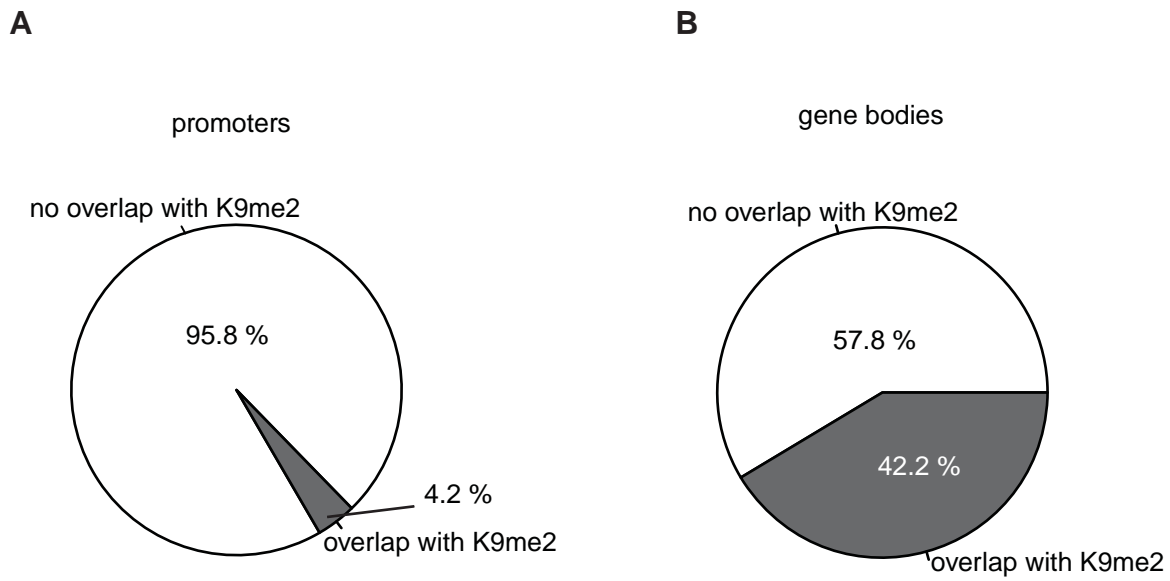 A
promoters
no overlap with K9me2
95.8 %
4.2 %
overlap with K9me2
B
gene bodies
no overlap with K9me2
57.8 %
42.2 %
overlap with K9me2